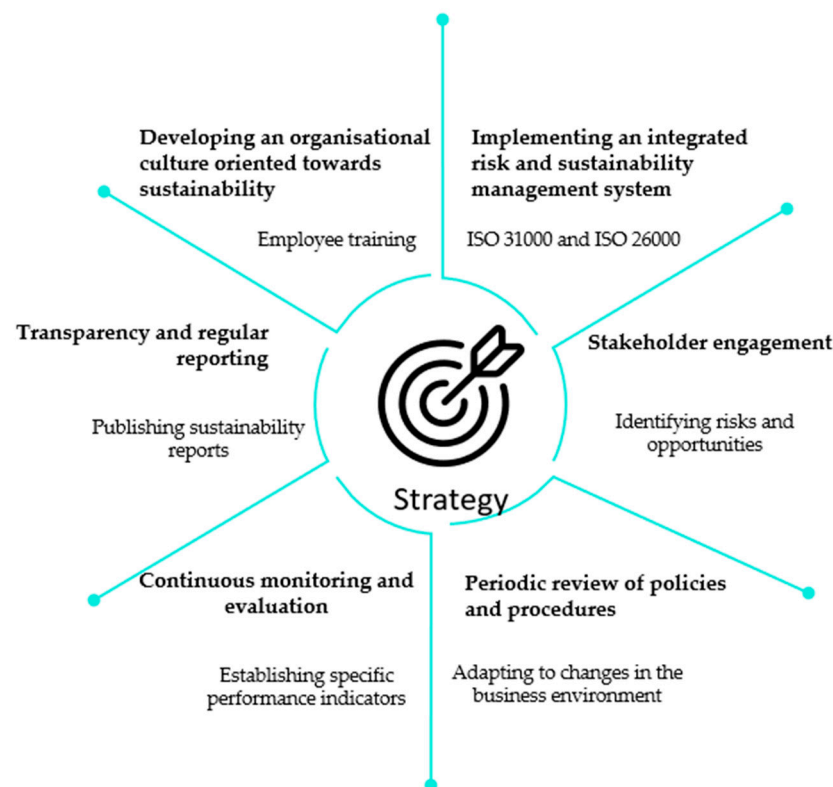 Developing an organisational
culture oriented towards
sustainability
Employee training
Implementing an integrated
risk and sustainability
management system
ISO 31000 and ISO 26000
Transparency and regular
reporting
Publishing sustainability
reports
Stakeholder engagement
Identifying risks and
opportunities
Strategy
Continuous monitoring and
evaluation
Establishing specific
performance indicators
Periodic review of policies
and procedures
Adapting to changes in the
business environment